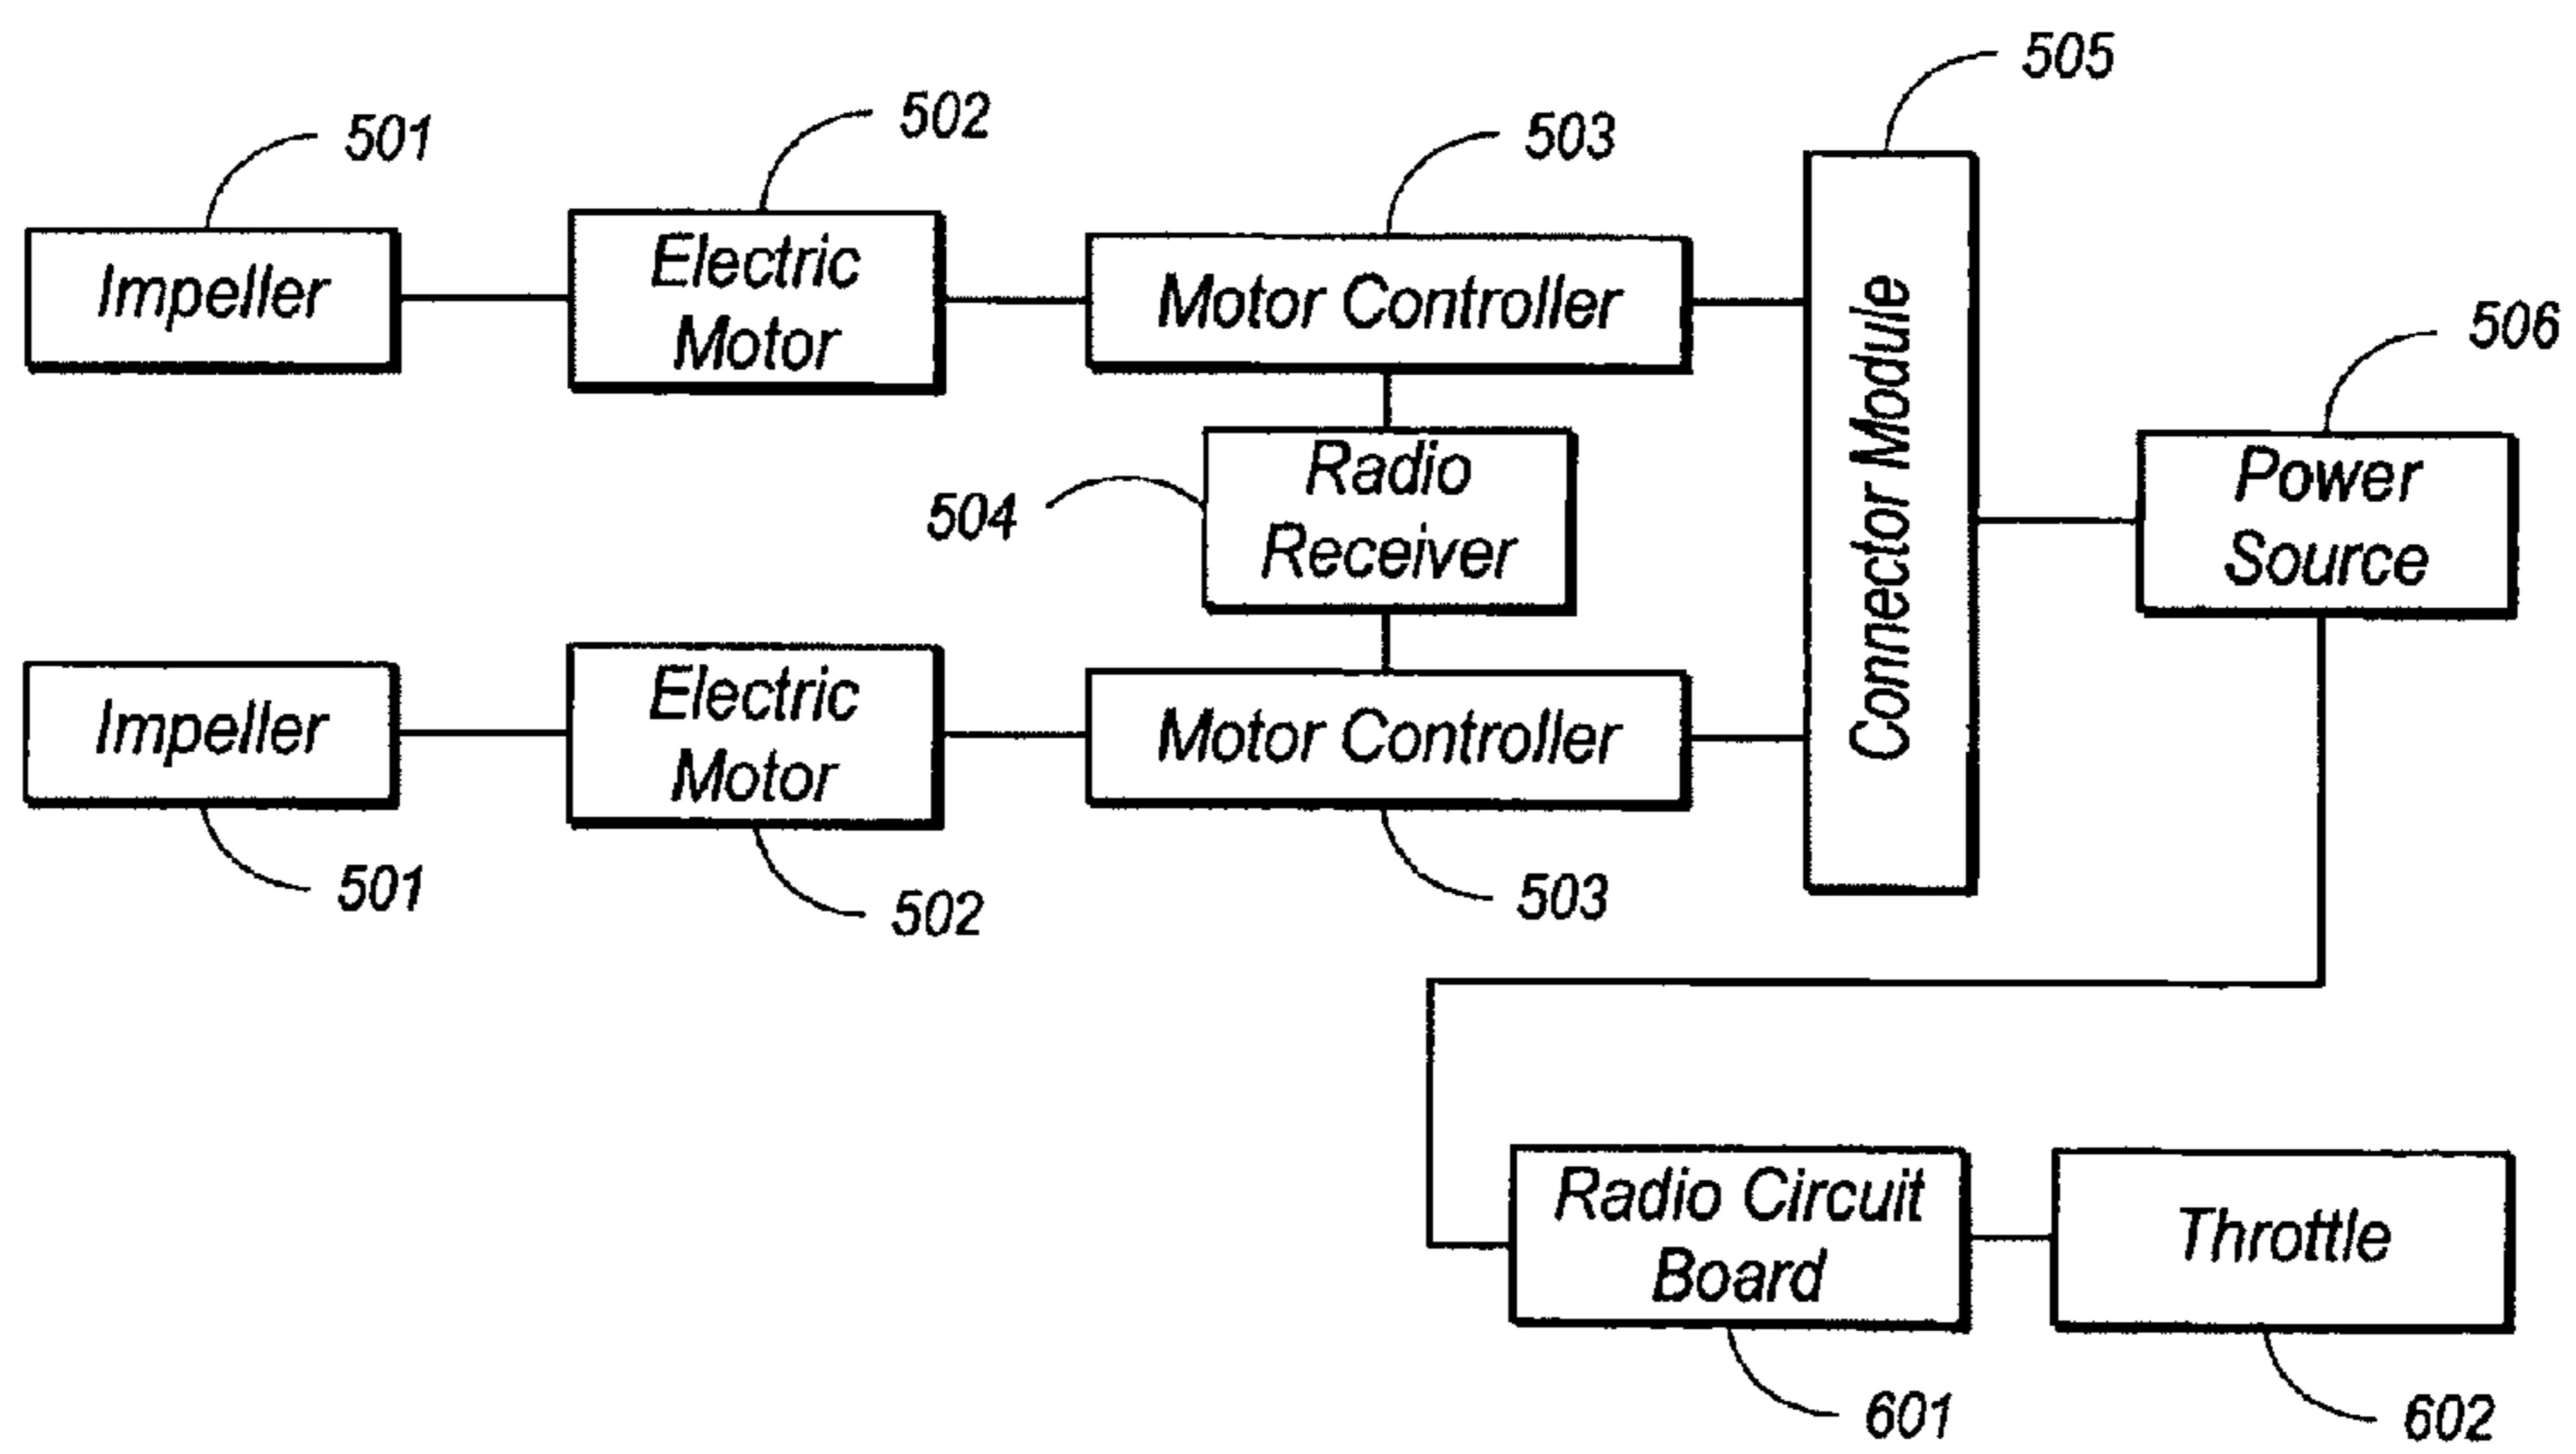 505
502
501
503
Impeller
Electric
Motor
Motor Controller
Connector Module
506
Radio
Receiver
504
Power
Source
Impeller
Electric
Motor
Motor Controller
501
502
503
Radio Circuit
Board
Throttle
601
602